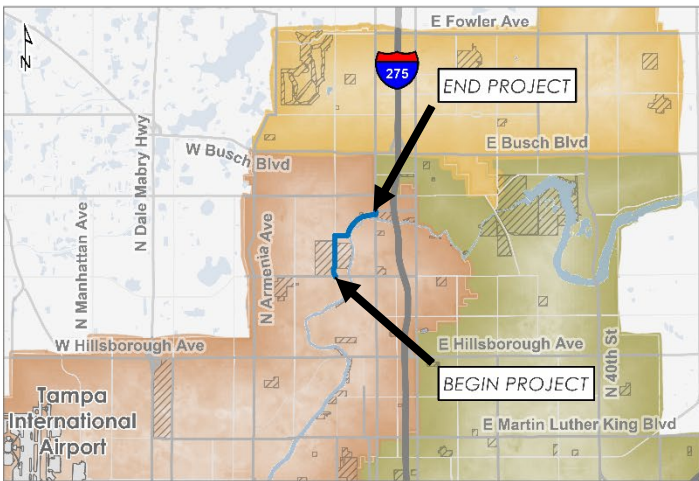 E Fowler Ave
N
275
END PROJECT
W Busch Blvd
E Busch Blvd
N Dale Mabry Hwy
N Manhattan Ave
N Armenia Ave
W Hillsborough Ave
E Hillsborough Ave
N 40th St
BEGIN PROJECT
Tampa
International
Airport
E Martin Luther King Blvd